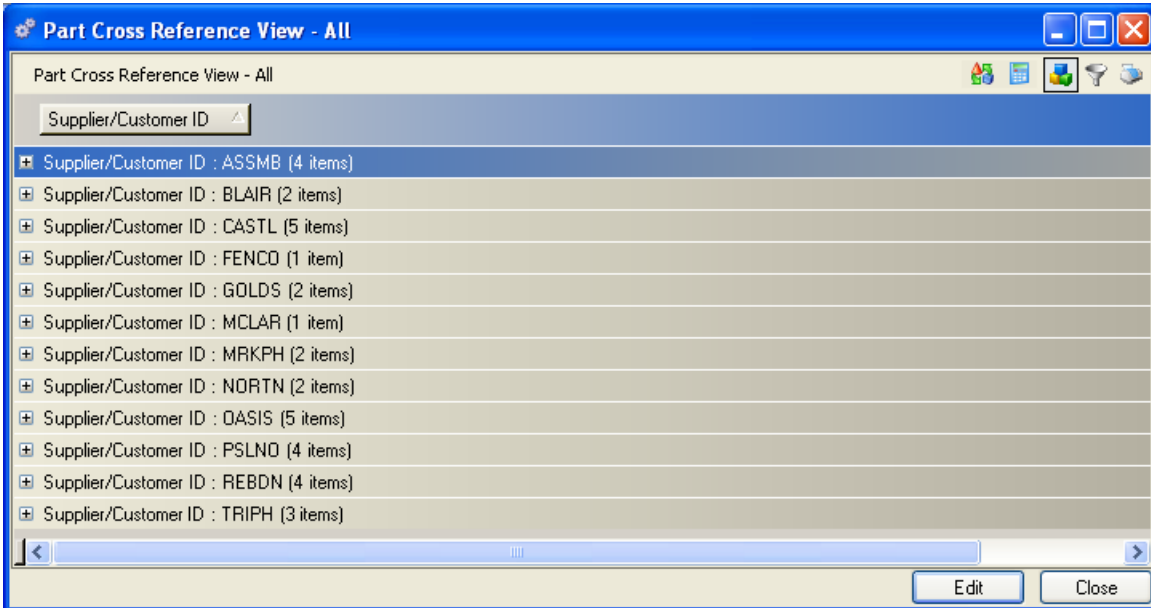 Part Cross Reference View - All
Part Cross Reference View - All
Supplier/Customer ID
Supplier/Customer ID : ASSMB (4 items)
Supplier/Customer ID : BLAIR (2 items)
Supplier/Customer ID : CASTL (5 items)
Supplier/Customer ID : FENCO (1 item)
Supplier/Customer ID : GOLDS (2 items)
Supplier/Customer ID : MCLAR (1 item)
Supplier/Customer ID : MRKPH (2 items)
Supplier/Customer ID : NORTN (2 items)
Supplier/Customer ID : OASIS (5 items)
Supplier/Customer ID : PSLNO (4 items)
Supplier/Customer ID : REBDN (4 items)
Supplier/Customer ID : TRIPH (3 items)
Edit Close